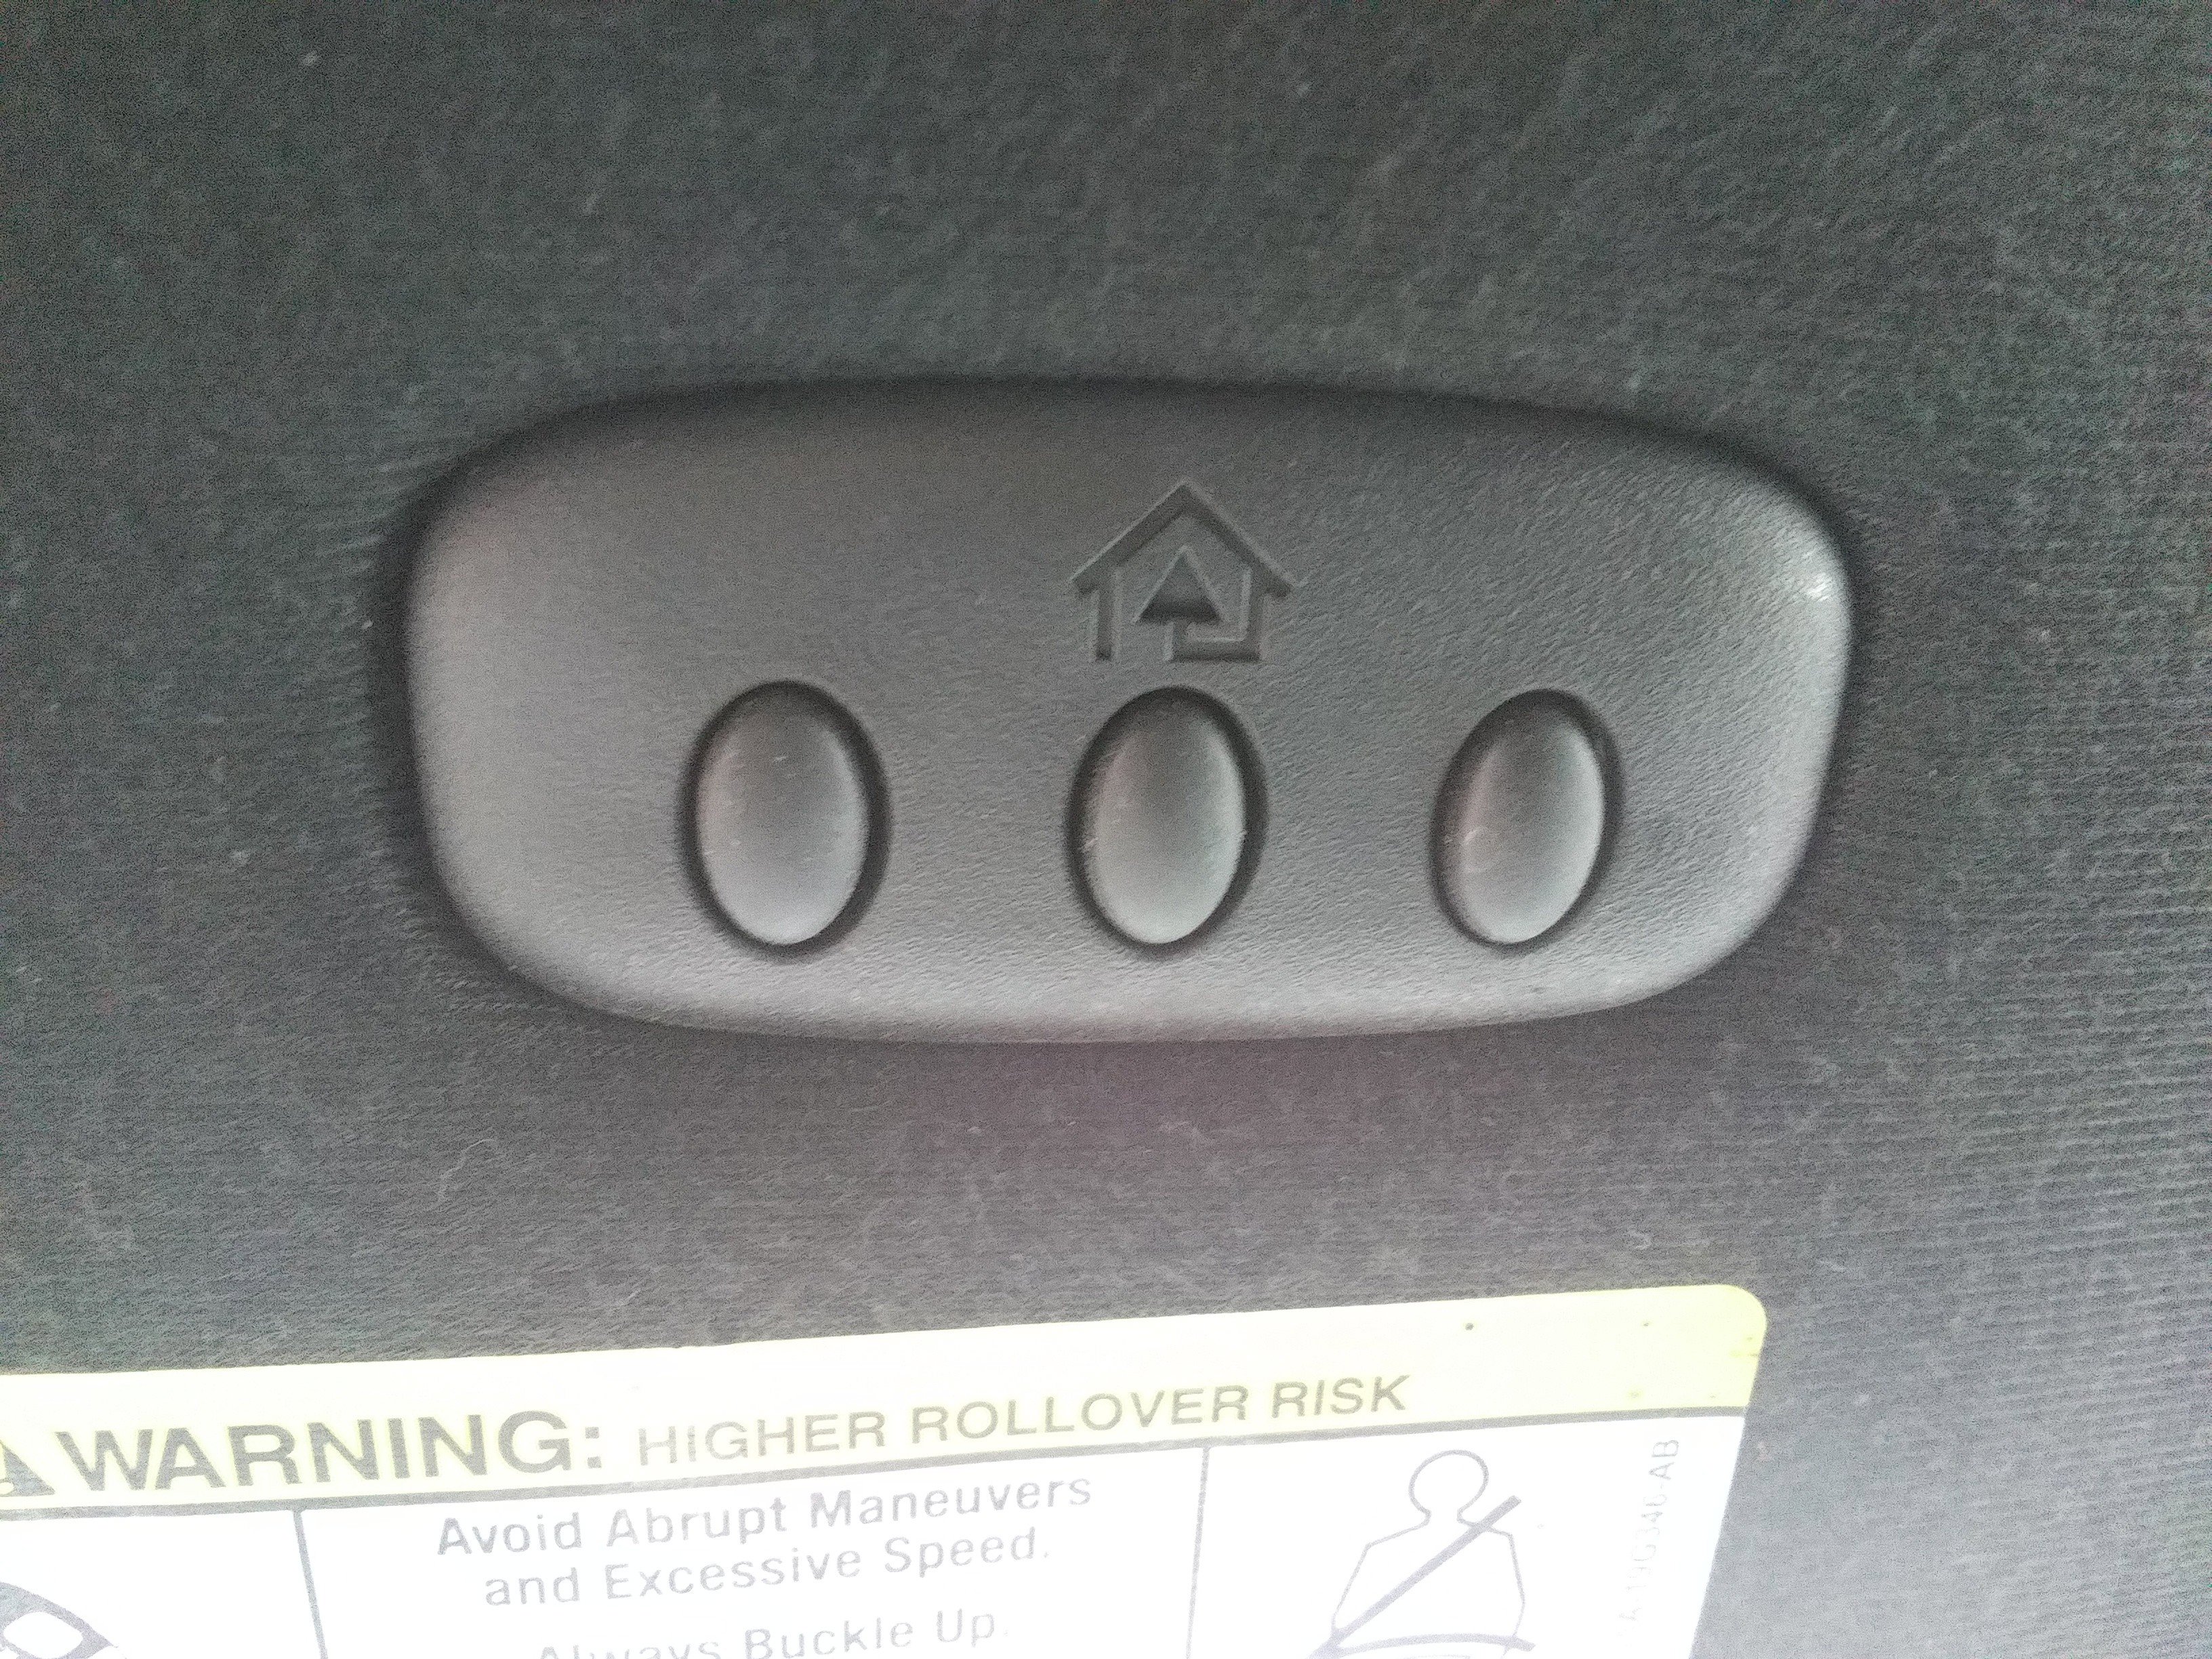 WARNING: HIGHER ROLLOVER RISK
Avoid Abrupt Maneuvers
and Excessive Speed.
Always Buckle Up.